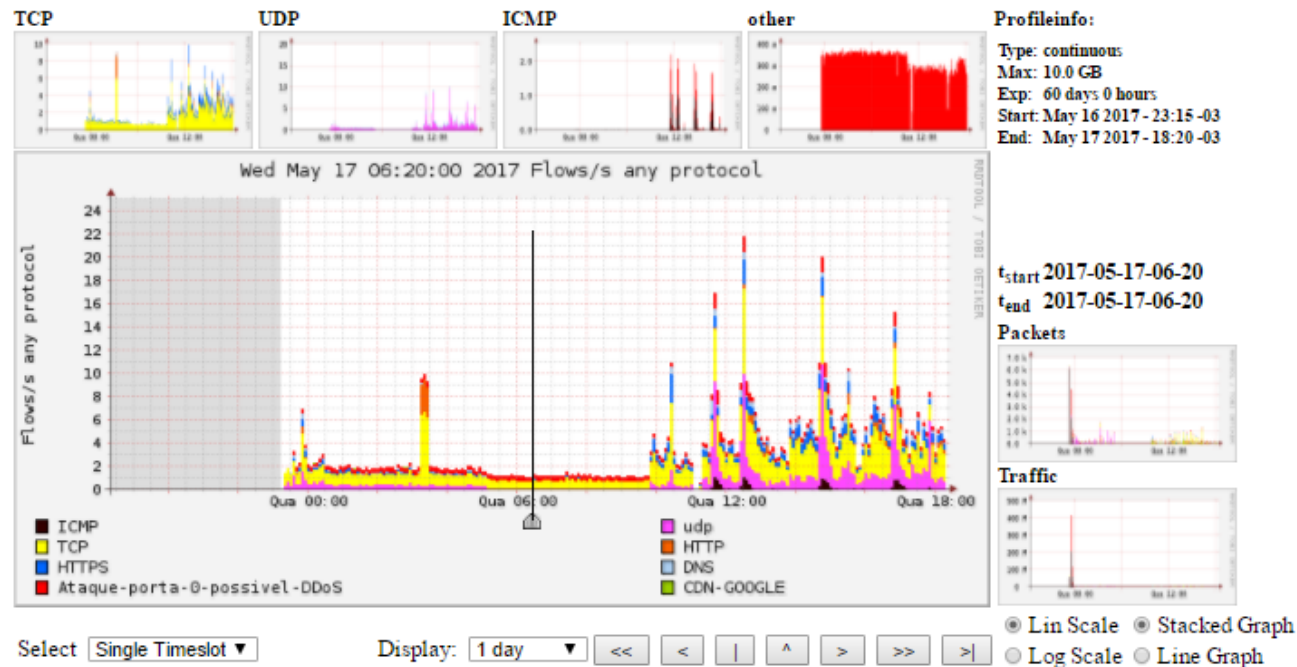 TCP UDP ICMP other Profileinfo:
Type: continuous
Max: 10.0 GB
Exp: 60 days 0 hours
Start: May 16 2017 - 23:15 -03
End: May 17 2017 - 18:20 -03
Wed May 17 06:20:00 2017 Flows/s any protocol
RRDTOOL / TOBI OETIKER
Flows/s any protocol
24
22
20
18
16
14
12
10
8
6
4
2
0
Qua 00:00 Qua 06:00 Qua 12:00 Qua 18:00
ICMP udp
TCP HTTP
HTTPS DNS
Ataque-porta-0-possivel-DDoS CDN-GOOGLE
tstart 2017-05-17-06-20
tend 2017-05-17-06-20
Packets
Traffic
Select Single Timeslot ▼ Display: 1 day ▼ << < | ^ > >> >|
Lin Scale Stacked Graph
Log Scale Line Graph